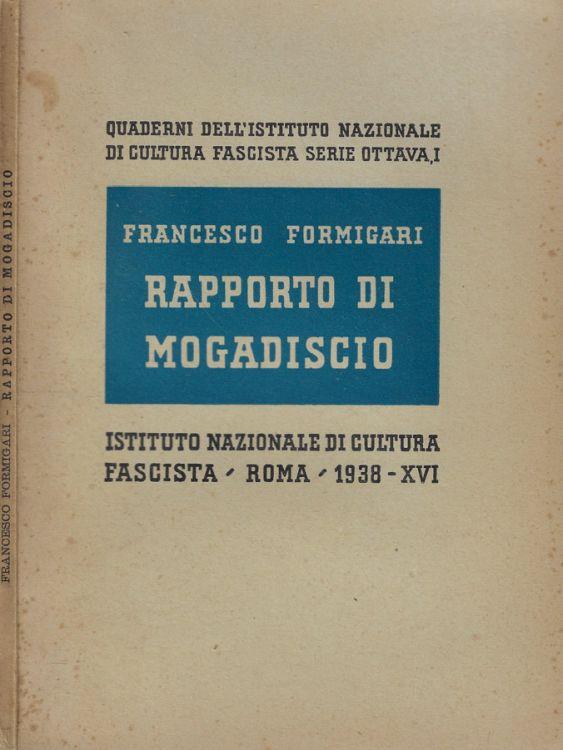 QUADERNI DELL'ISTITUTO NAZIONALE
DI CULTURA FASCISTA SERIE OTTAVA, I
FRANCESCO FORMIGARI
RAPPORTO DI
MOGADISCIO
ISTITUTO NAZIONALE DI CULTURA
FASCISTA - ROMA - 1938 - XVI
FRANCESCO FORMIGARI - RAPPORTO DI MOGADISCIO